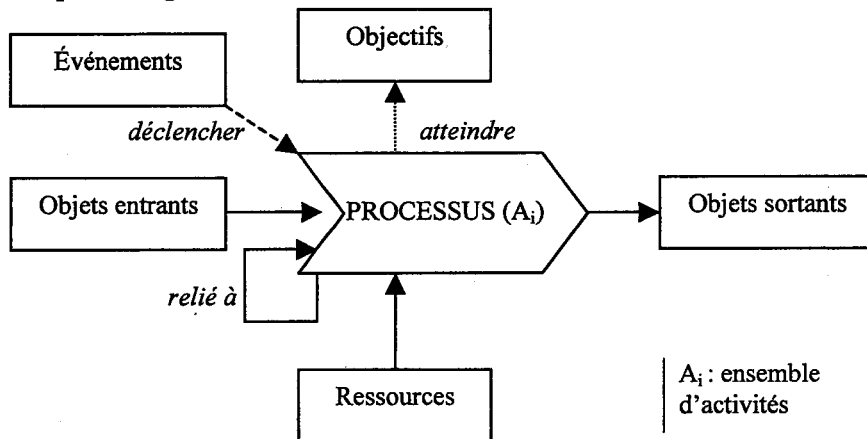 Objectifs
Événements
déclencher
atteindre
Objets entrants
PROCESSUS (Ai)
Objets sortants
relié à
Ressources
Ai : ensemble
d'activités